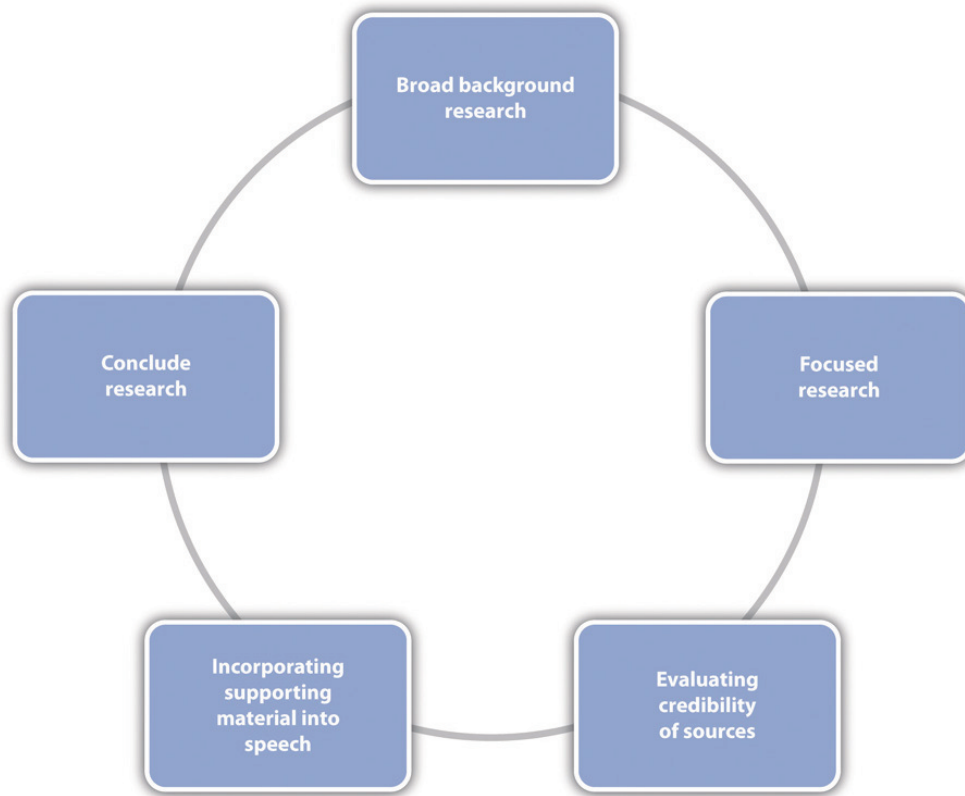 Broad background
research
Focused
research
Evaluating
credibility
of sources
Incorporating
supporting
material into
speech
Conclude
research